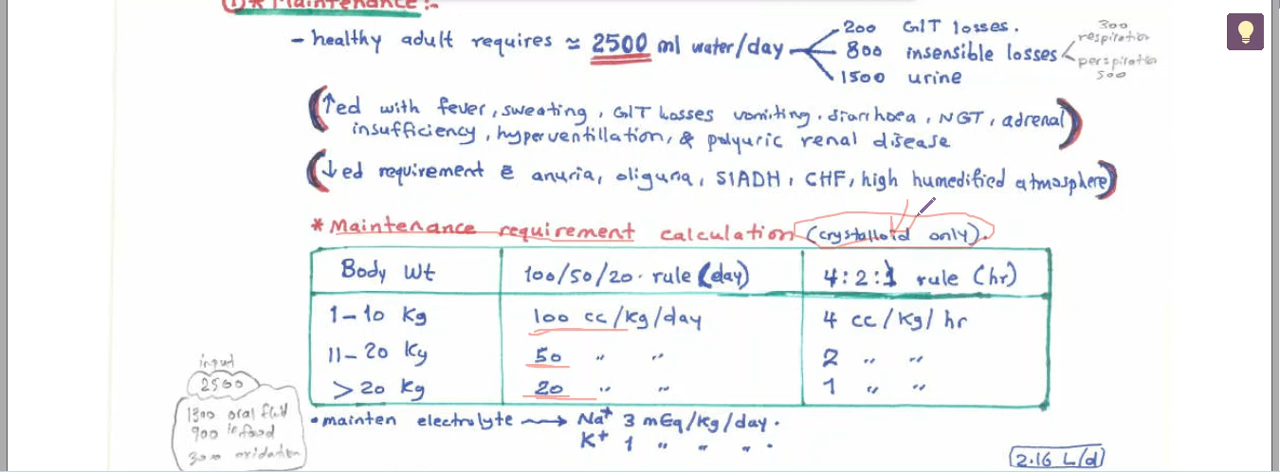 ① * Maintenance :-
- healthy adult requires ≈ 2500 ml water/day
200 GIT losses.
800 insensible losses
1500 urine
300
respiration
perspiration
500
(↑ed with fever, sweating, GIT losses vomiting. diarrhoea, NGT, adrenal
insufficiency, hyperventillation, & polyuric renal disease)
(↓ed requirement c̄ anuria, oliguria, SIADH, CHF, high humedified atmosphere)
* Maintenance requirement calculation (crystalloid only).
Body Wt 100/50/20. rule (day) 4:2:1 rule (hr)
1-10 Kg 100 cc/Kg/day 4 cc/Kg/hr
11-20 Kg 50 " " 2 " "
>20 Kg 20 " " 1 " "
input
2500
1300 oral fluid
900 in food
300 oxidation
• mainten electrolyte → Na+ 3 mEq/Kg/day.
K+ 1 " " " .
2.16 L/d